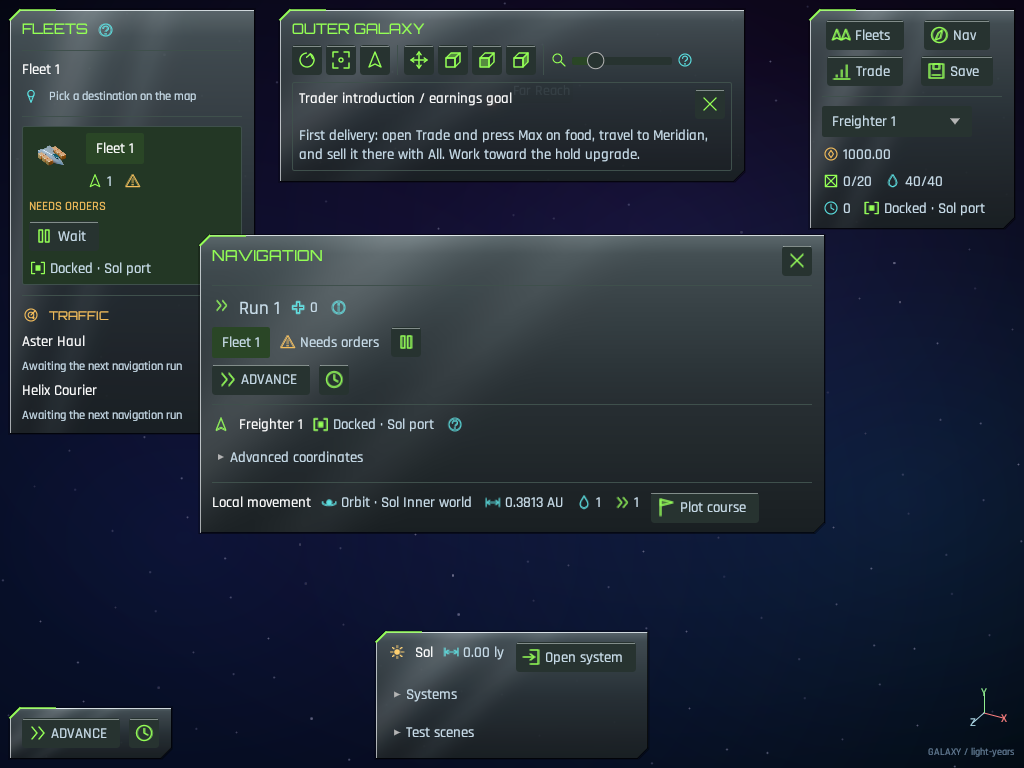 FLEETS
Fleet 1
Pick a destination on the map
Fleet 1
1
NEEDS ORDERS
Wait
Docked · Sol port
TRAFFIC
Aster Haul
Awaiting the next navigation run
Helix Courier
Awaiting the next navigation run
OUTER GALAXY
Far Reach
Trader introduction / earnings goal
First delivery: open Trade and press Max on food, travel to Meridian,
and sell it there with All. Work toward the hold upgrade.
Fleets Nav
Trade Save
Freighter 1
1000.00
0/20 40/40
0 Docked · Sol port
NAVIGATION
Run 1 0
Fleet 1 Needs orders
ADVANCE
Freighter 1 Docked · Sol port
Advanced coordinates
Local movement Orbit · Sol Inner world 0.3813 AU 1 1 Plot course
Sol 0.00 ly Open system
Systems
Test scenes
ADVANCE
Y
Z X
GALAXY / light-years